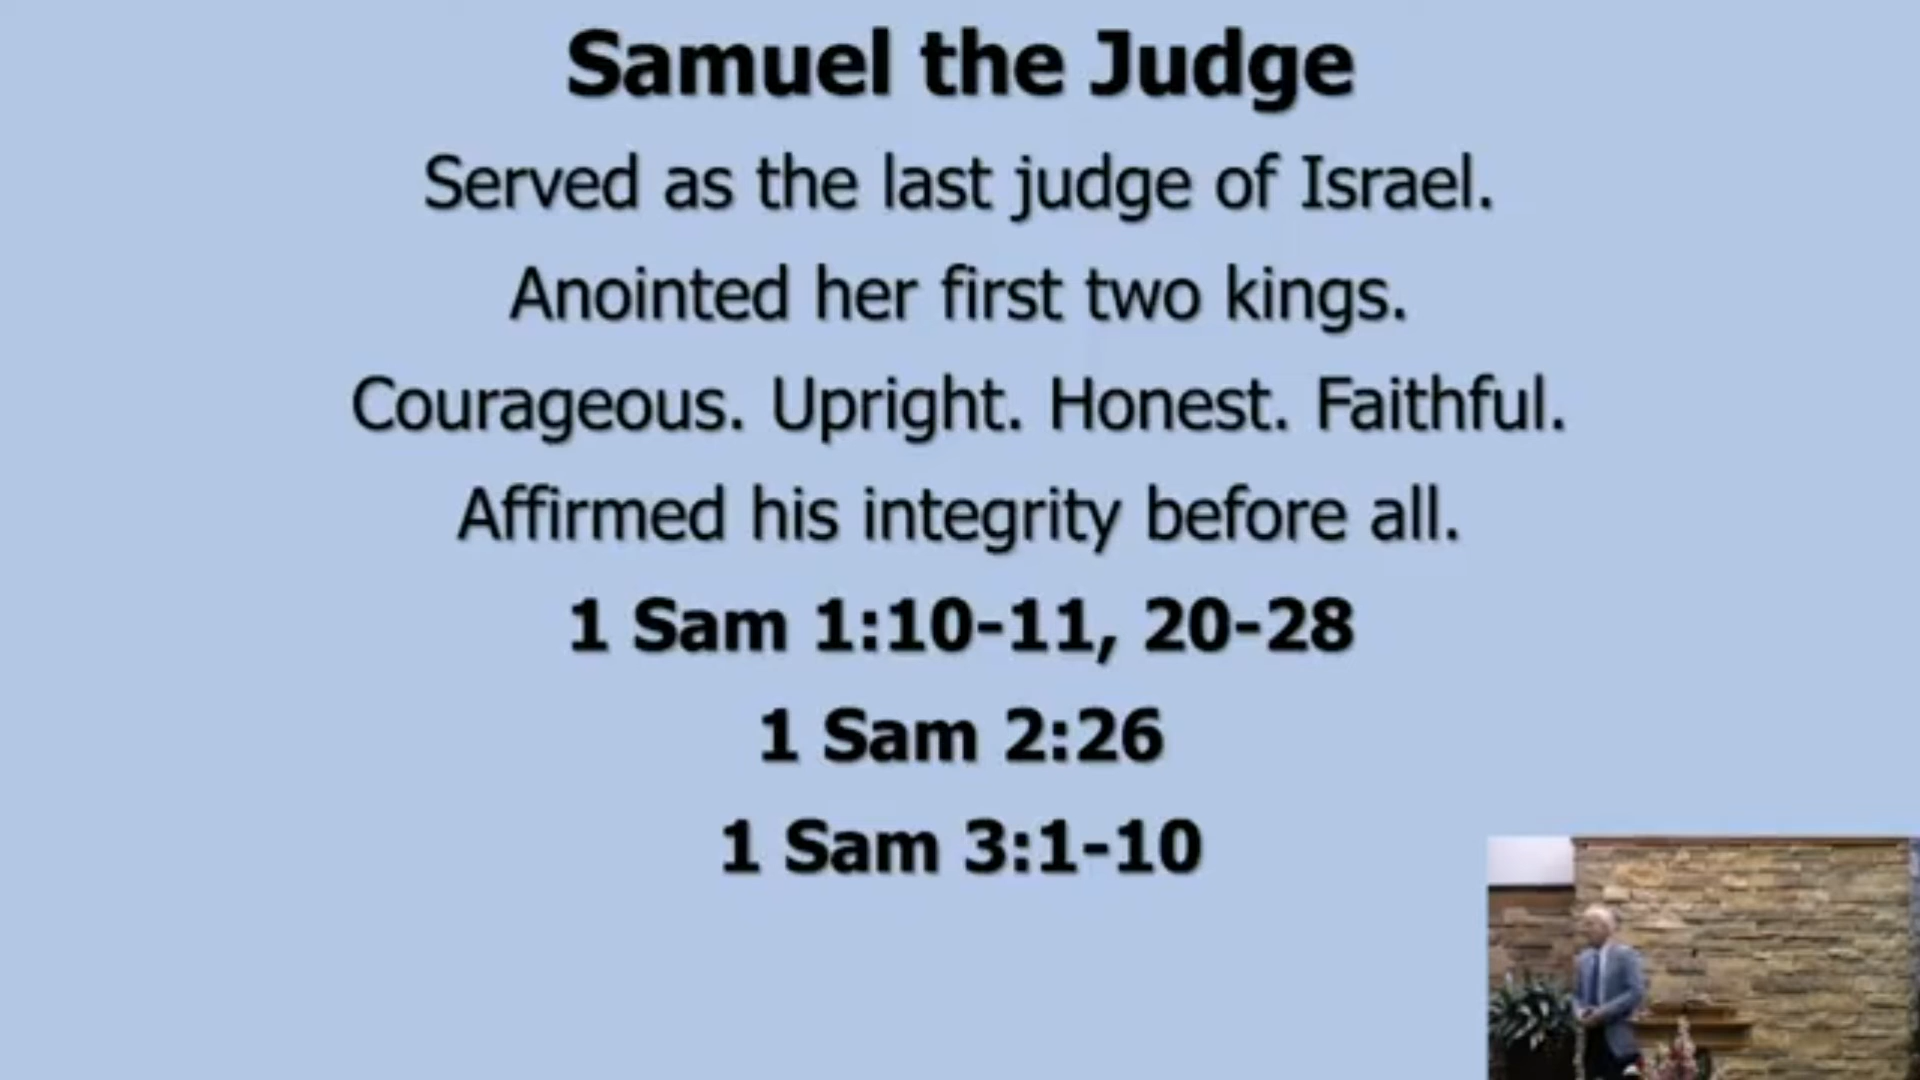 Samuel the Judge
Served as the last judge of Israel.
Anointed her first two kings.
Courageous. Upright. Honest. Faithful.
Affirmed his integrity before all.
1 Sam 1:10-11, 20-28
1 Sam 2:26
1 Sam 3:1-10